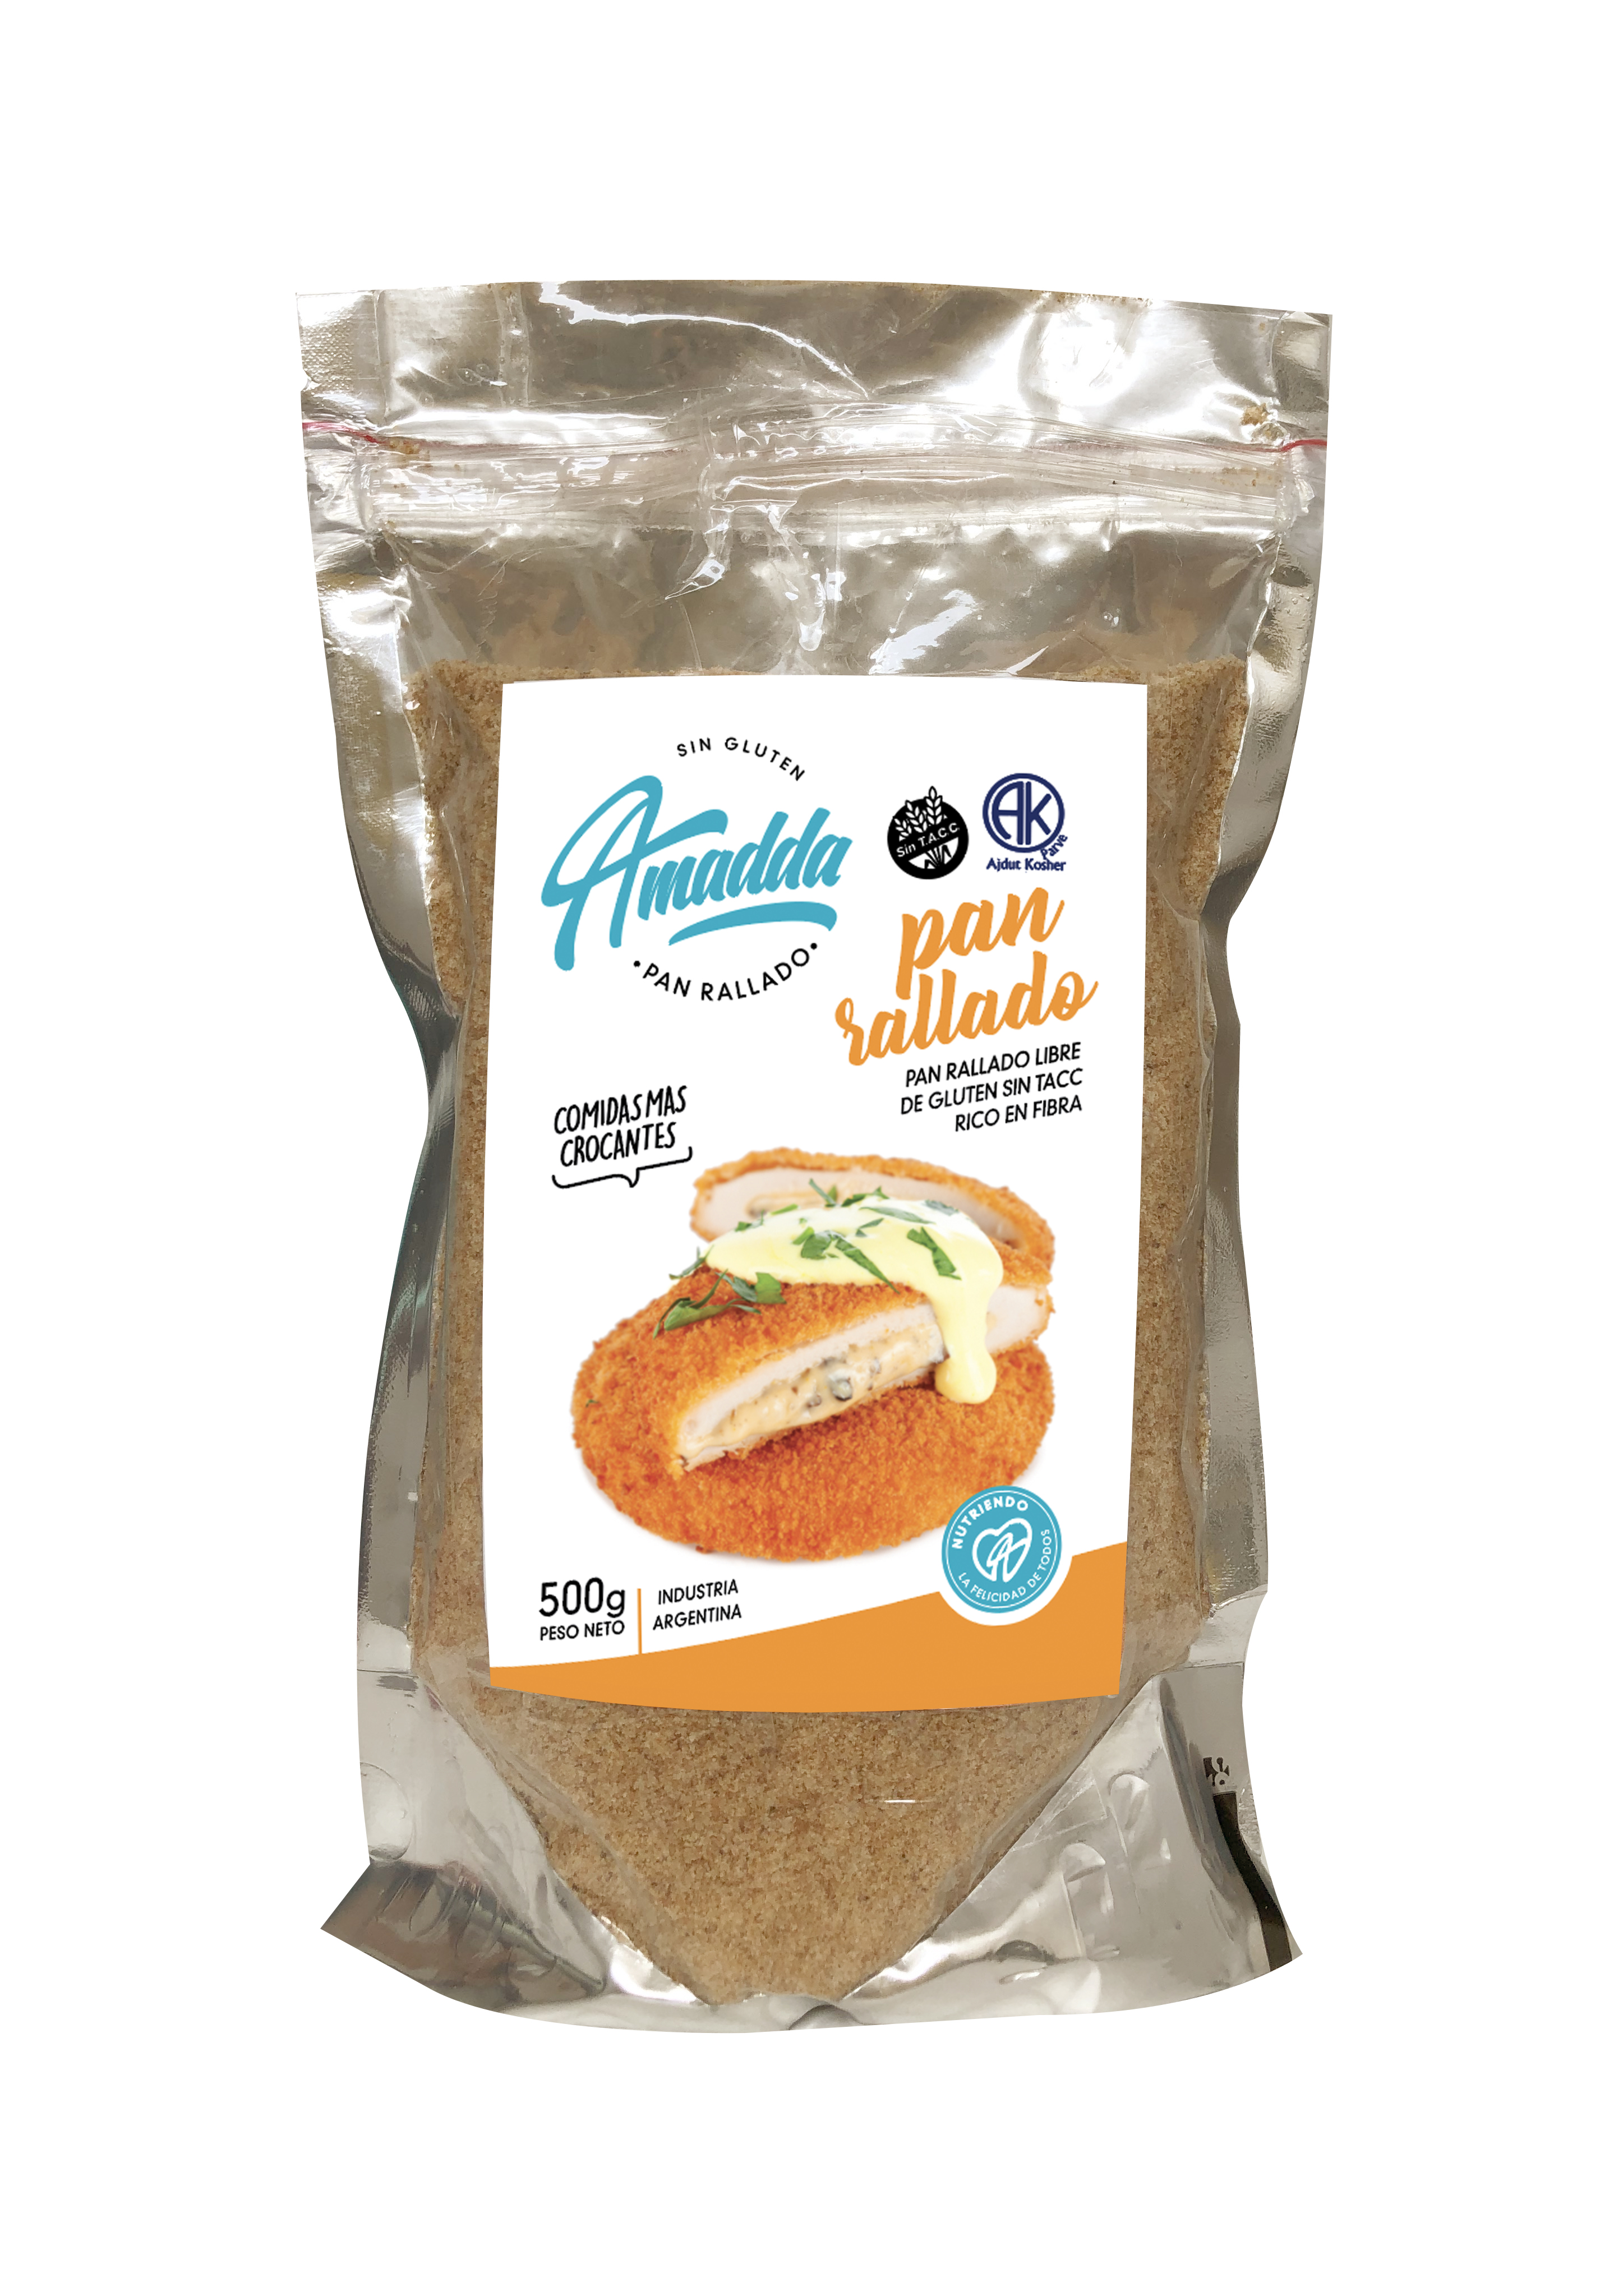 SIN GLUTEN
Amadda
•PAN RALLADO•
Sin T.A.C.C.
AK
Parve
Ajdut Kosher
pan
rallado
PAN RALLADO LIBRE
DE GLUTEN SIN TACC
RICO EN FIBRA
COMIDAS MAS
CROCANTES
NUTRIENDO
A
LA FELICIDAD DE TODOS
500g
PESO NETO
INDUSTRIA
ARGENTINA